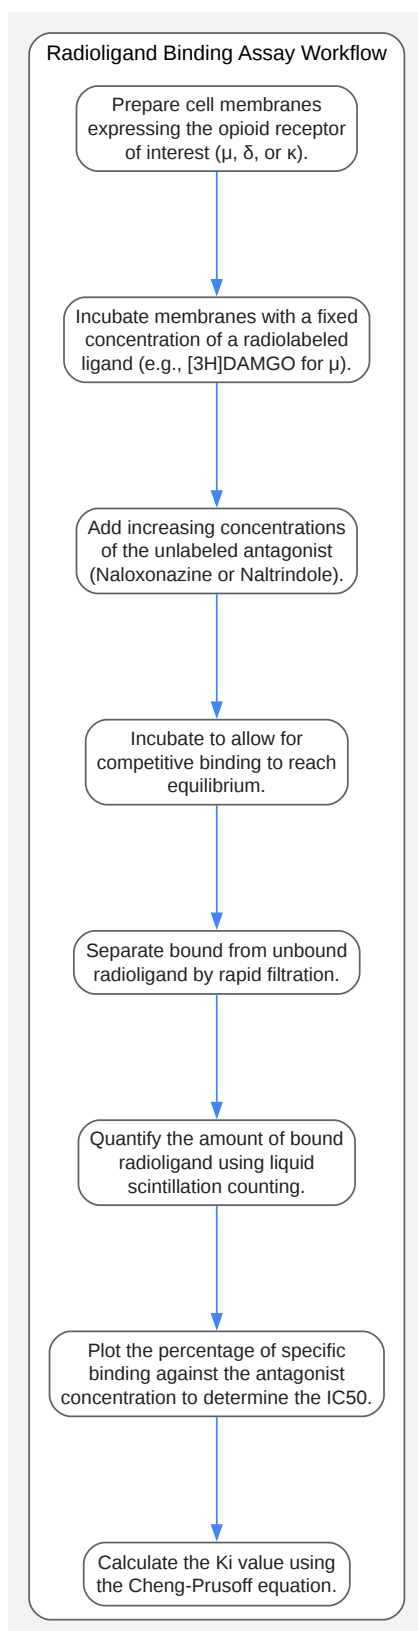 Radioligand Binding Assay Workflow
Prepare cell membranes
expressing the opioid receptor
of interest (μ, δ, or κ).
Incubate membranes with a fixed
concentration of a radiolabeled
ligand (e.g., [3H]DAMGO for μ).
Add increasing concentrations
of the unlabeled antagonist
(Naloxonazine or Naltrindole).
Incubate to allow for
competitive binding to reach
equilibrium.
Separate bound from unbound
radioligand by rapid filtration.
Quantify the amount of bound
radioligand using liquid
scintillation counting.
Plot the percentage of specific
binding against the antagonist
concentration to determine the IC50.
Calculate the Ki value using
the Cheng-Prusoff equation.